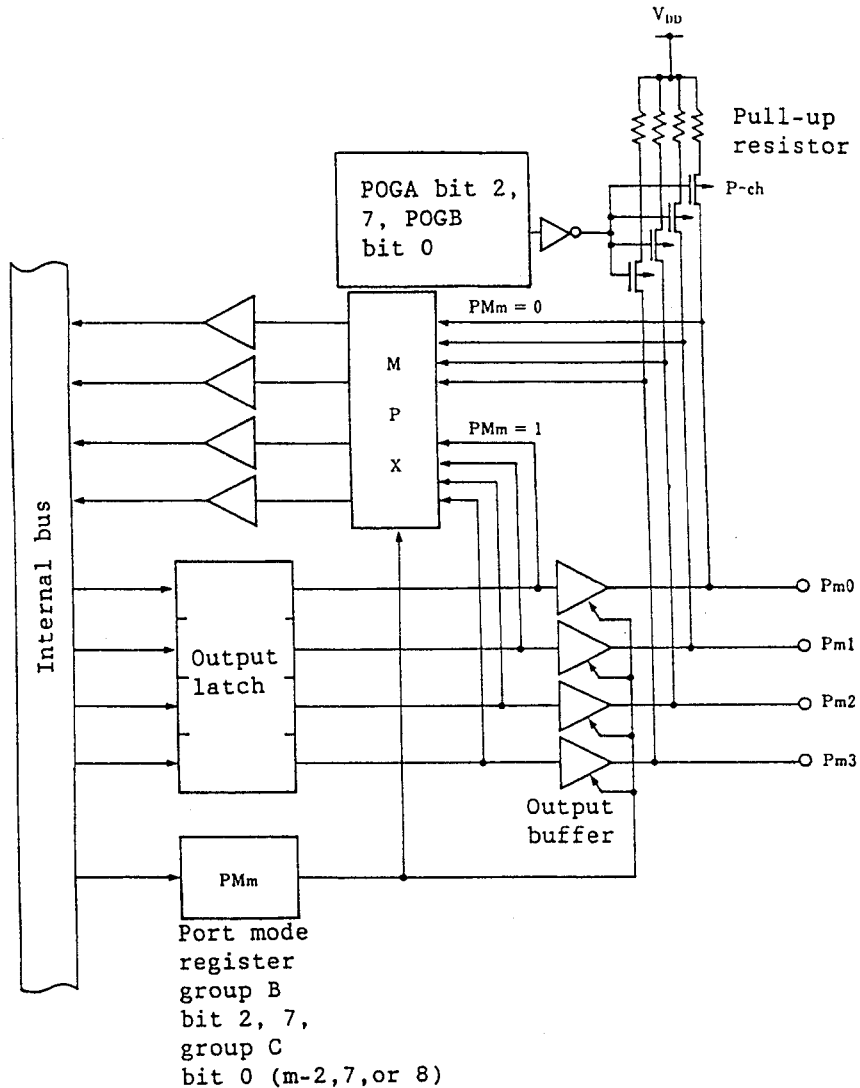 V_DD
Pull-up
resistor
POGA bit 2,
7, POGB
bit 0
P-ch
PMm = 0
M
P
X
PMm = 1
Internal bus
Output
latch
Pm0
Pm1
Pm2
Pm3
Output
buffer
PMm
Port mode
register
group B
bit 2, 7,
group C
bit 0 (m-2,7,or 8)